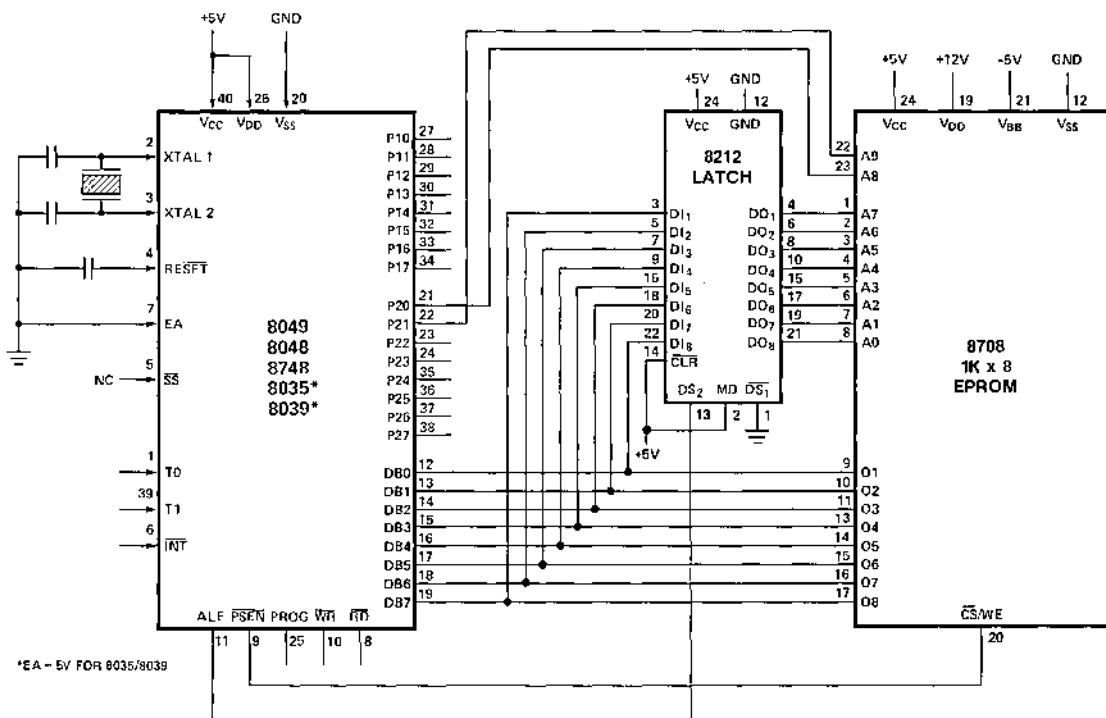 +5V GND
40 26 20
VCC VDD VSS
2 XTAL 1
3 XTAL 2
4 RESET
7 EA
5 NC SS
1 T0
39 T1
6 INT
8049
8048
8748
8035*
8039*
P10 27
P11 28
P12 29
P13 30
P14 31
P15 32
P16 33
P17 34
P20 21
P21 22
P22 23
P23 24
P24 35
P25 36
P26 37
P27 38
DB0 12
DB1 13
DB2 14
DB3 15
DB4 16
DB5 17
DB6 18
DB7 19
ALE PSEN PROG WR RD
11 9 25 10 8
*EA = 5V FOR 8035/8039
+5V GND
24 12
VCC GND
8212
LATCH
3 DI1 DO1 4
5 DI2 DO2 6
7 DI3 DO3 8
9 DI4 DO4 10
16 DI5 DO5 15
18 DI6 DO6 17
20 DI7 DO7 19
22 DI8 DO8 21
14 CLR
DS2 MD DS1
13 2 1
+5V
+5V +12V -5V GND
24 19 21 12
VCC VDD VBB VSS
22 A9
23 A8
1 A7
2 A6
3 A5
4 A4
5 A3
6 A2
7 A1
8 A0
8708
1K x 8
EPROM
9 O1
10 O2
11 O3
13 O4
14 O5
15 O6
16 O7
17 O8
CS/WE
20